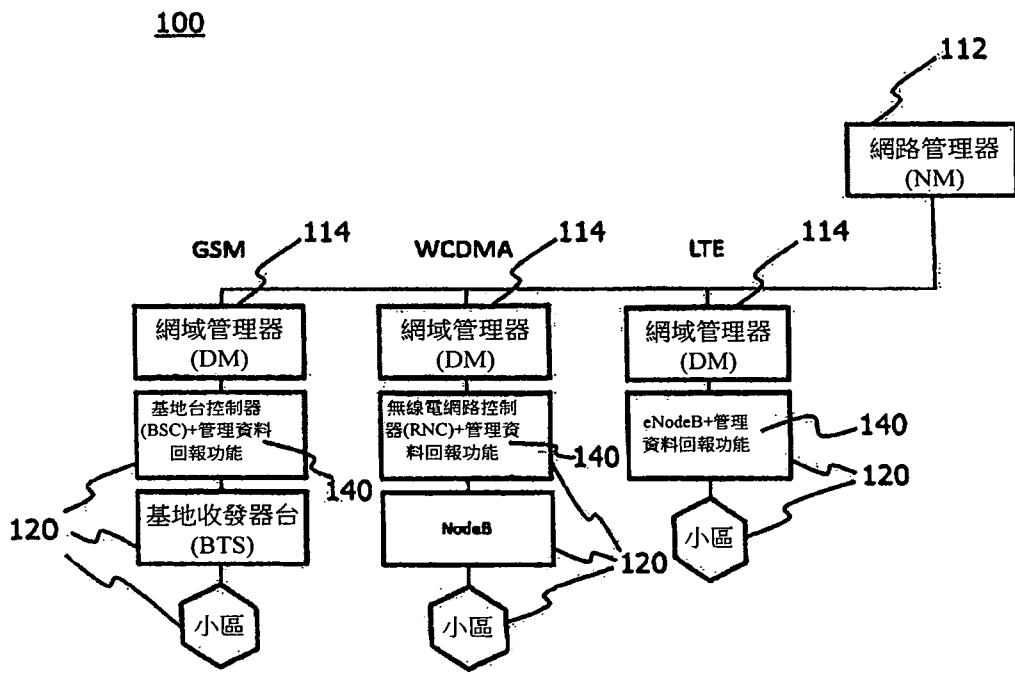 100
112
網路管理器
(NM)
GSM
114
WCDMA
114
LTE
114
網域管理器
(DM)
網域管理器
(DM)
網域管理器
(DM)
基地台控制器
(BSC)+管理資料
回報功能
140
無線電網路控制
器(RNC)+管理資
料回報功能
140
eNodeB+管理
資料回報功能
140
120
基地收發器台
(BTS)
NodeB
120
小區
120
小區
小區